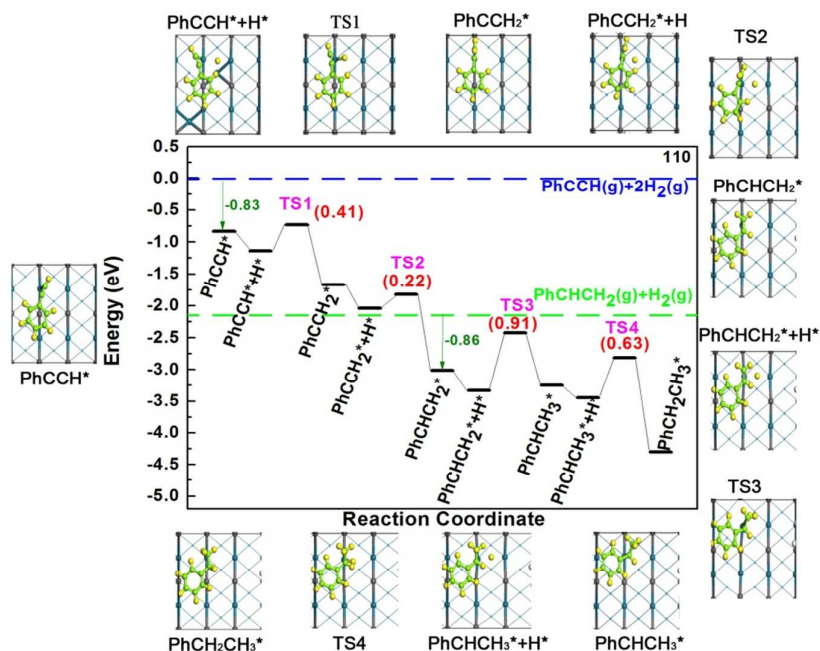 PhCCH*+H*
TS1
PhCCH₂*
PhCCH₂*+H
TS2
PhCHCH₂*
PhCHCH₂*+H*
TS3
PhCCH*
Energy (eV)
0.5
0.0
-0.5
-1.0
-1.5
-2.0
-2.5
-3.0
-3.5
-4.0
-4.5
-5.0
110
PhCCH(g)+2H₂(g)
-0.83
TS1
(0.41)
PhCCH*
PhCCH*+H*
PhCCH₂*
TS2
(0.22)
PhCCH₂*+H*
PhCHCH₂(g)+H₂(g)
-0.86
TS3
(0.91)
TS4
(0.63)
PhCHCH₂*
PhCHCH₂*+H*
PhCHCH₃*
PhCHCH₃*+H*
PhCH₂CH₃*
Reaction Coordinate
PhCH₂CH₃*
TS4
PhCHCH₃*+H*
PhCHCH₃*